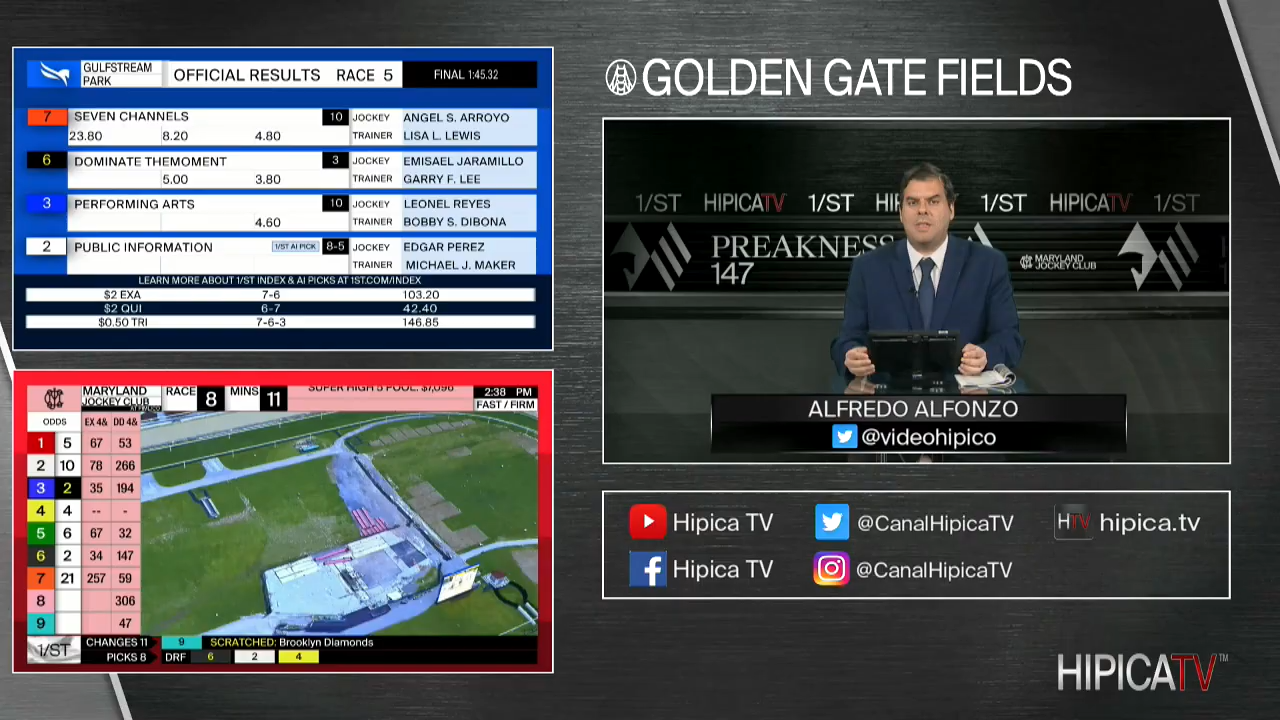 GULFSTREAM PARK
OFFICIAL RESULTS RACE 5
FINAL 1:45.32
7 SEVEN CHANNELS 10 JOCKEY ANGEL S. ARROYO
23.80 8.20 4.80 TRAINER LISA L. LEWIS
6 DOMINATE THEMOMENT 3 JOCKEY EMISAEL JARAMILLO
5.00 3.80 TRAINER GARRY F. LEE
3 PERFORMING ARTS 10 JOCKEY LEONEL REYES
4.60 TRAINER BOBBY S. DIBONA
2 PUBLIC INFORMATION 1/ST AI PICK 8-5 JOCKEY EDGAR PEREZ
TRAINER MICHAEL J. MAKER
LEARN MORE ABOUT 1/ST INDEX & AI PICKS AT 1ST.COM/INDEX
$2 EXA 7-6 103.20
$2 QUI 6-7 42.40
$0.50 TRI 7-6-3 146.85
MARYLAND JOCKEY CLUB
AT PIMLICO
RACE 8 MINS 11
SUPER HIGH 5 POOL: $7,096
2:38 PM
FAST / FIRM
ODDS EX 4& DD 4&
1 5 67 53
2 10 78 266
3 2 35 194
4 4 -- -
5 6 67 32
6 2 34 147
7 21 257 59
8 306
9 47
1/ST
CHANGES 11 9 SCRATCHED: Brooklyn Diamonds
PICKS 8 DRF 6 2 4
GOLDEN GATE FIELDS
1/ST HIPICATV 1/ST HIPI 1/ST HIPICATV 1/ST
PREAKNESS
147
MARYLAND JOCKEY CLUB
ALFREDO ALFONZO
@videohipico
Hipica TV
@CanalHipicaTV
HTV hipica.tv
Hipica TV
@CanalHipicaTV
HIPICATV™